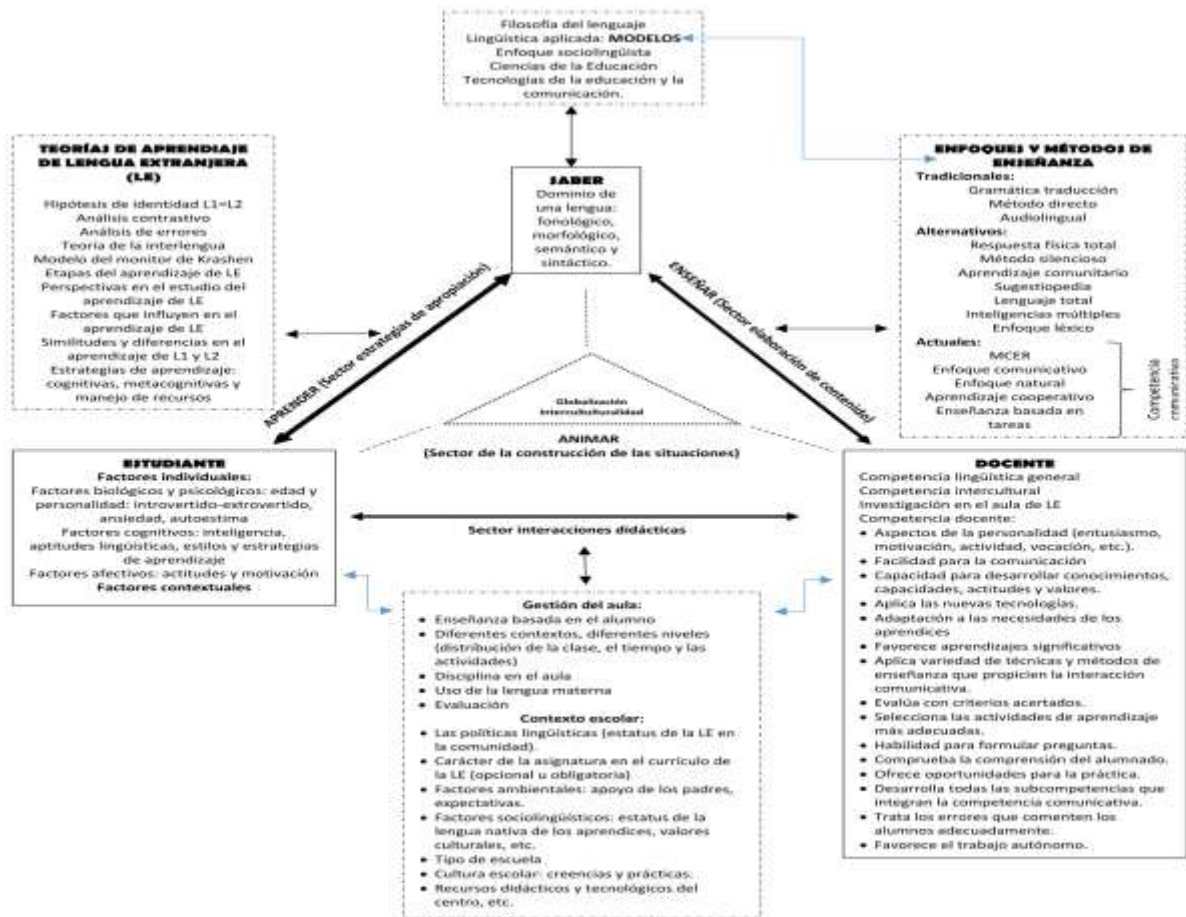 Filosofía del lenguaje
Lingüística aplicada: MODELOS
Enfoque sociolingüista
Ciencias de la Educación
Tecnologías de la educación y la
comunicación.
TEORÍAS DE APRENDIAJE
DE LENGUA EXTRANJERA
(LE)
Hipótesis de identidad L1=L2
Análisis contrastivo
Análisis de errores
Teoría de la interlengua
Modelo del monitor de Krashen
Etapas del aprendizaje de LE
Perspectivas en el estudio del
aprendizaje de LE
Factores que influyen en el
aprendizaje de LE
Similitudes y diferencias en el
aprendizaje de L1 y L2
Estrategias de aprendizaje:
cognitivas, metacognitivas y
manejo de recursos
SABER
Dominio de
una lengua:
fonológico,
morfológico,
semántico y
sintáctico.
ENFOQUES Y MÉTODOS DE
ENSEÑANZA
Tradicionales:
Gramática traducción
Método directo
Audiolingual
Alternativos:
Respuesta física total
Método silencioso
Aprendizaje comunitario
Sugestiopedia
Lenguaje total
Inteligencias múltiples
Enfoque léxico
Actuales:
MCER
Enfoque comunicativo
Enfoque natural
Aprendizaje cooperativo
Enseñanza basada en
tareas
Competencia
comunicativa
APRENDER (Sector estrategias de apropiación)
ENSEÑAR (Sector elaboración de contenido)
Globalización
Interculturalidad
ANIMAR
(Sector de la construcción de las situaciones)
ESTUDIANTE
Factores individuales:
Factores biológicos y psicológicos: edad y
personalidad: introvertido-extrovertido,
ansiedad, autoestima
Factores cognitivos: inteligencia,
aptitudes lingüísticas, estilos y estrategias
de aprendizaje
Factores afectivos: actitudes y motivación
Factores contextuales
Sector interacciones didácticas
DOCENTE
Competencia lingüística general
Competencia intercultural
Investigación en el aula de LE
Competencia docente:
• Aspectos de la personalidad (entusiasmo,
motivación, actividad, vocación, etc.).
• Facilidad para la comunicación
• Capacidad para desarrollar conocimientos,
capacidades, actitudes y valores.
• Aplica las nuevas tecnologías.
• Adaptación a las necesidades de los
aprendices
• Favorece aprendizajes significativos
• Aplica variedad de técnicas y métodos de
enseñanza que propicien la interacción
comunicativa.
• Evalúa con criterios acertados.
• Selecciona las actividades de aprendizaje
más adecuadas.
• Habilidad para formular preguntas.
• Comprueba la comprensión del alumnado.
• Ofrece oportunidades para la práctica.
• Desarrolla todas las subcompetencias que
integran la competencia comunicativa.
• Trata los errores que comenten los
alumnos adecuadamente.
• Favorece el trabajo autónomo.
Gestión del aula:
• Enseñanza basada en el alumno
• Diferentes contextos, diferentes niveles
(distribución de la clase, el tiempo y las
actividades)
• Disciplina en el aula
• Uso de la lengua materna
• Evaluación
Contexto escolar:
• Las políticas lingüísticas (estatus de la LE en
la comunidad).
• Carácter de la asignatura en el currículo de
la LE (opcional u obligatoria)
• Factores ambientales: apoyo de los padres,
expectativas.
• Factores sociolingüísticos: estatus de la
lengua nativa de los aprendices, valores
culturales, etc.
• Tipo de escuela
• Cultura escolar: creencias y prácticas.
• Recursos didácticos y tecnológicos del
centro, etc.